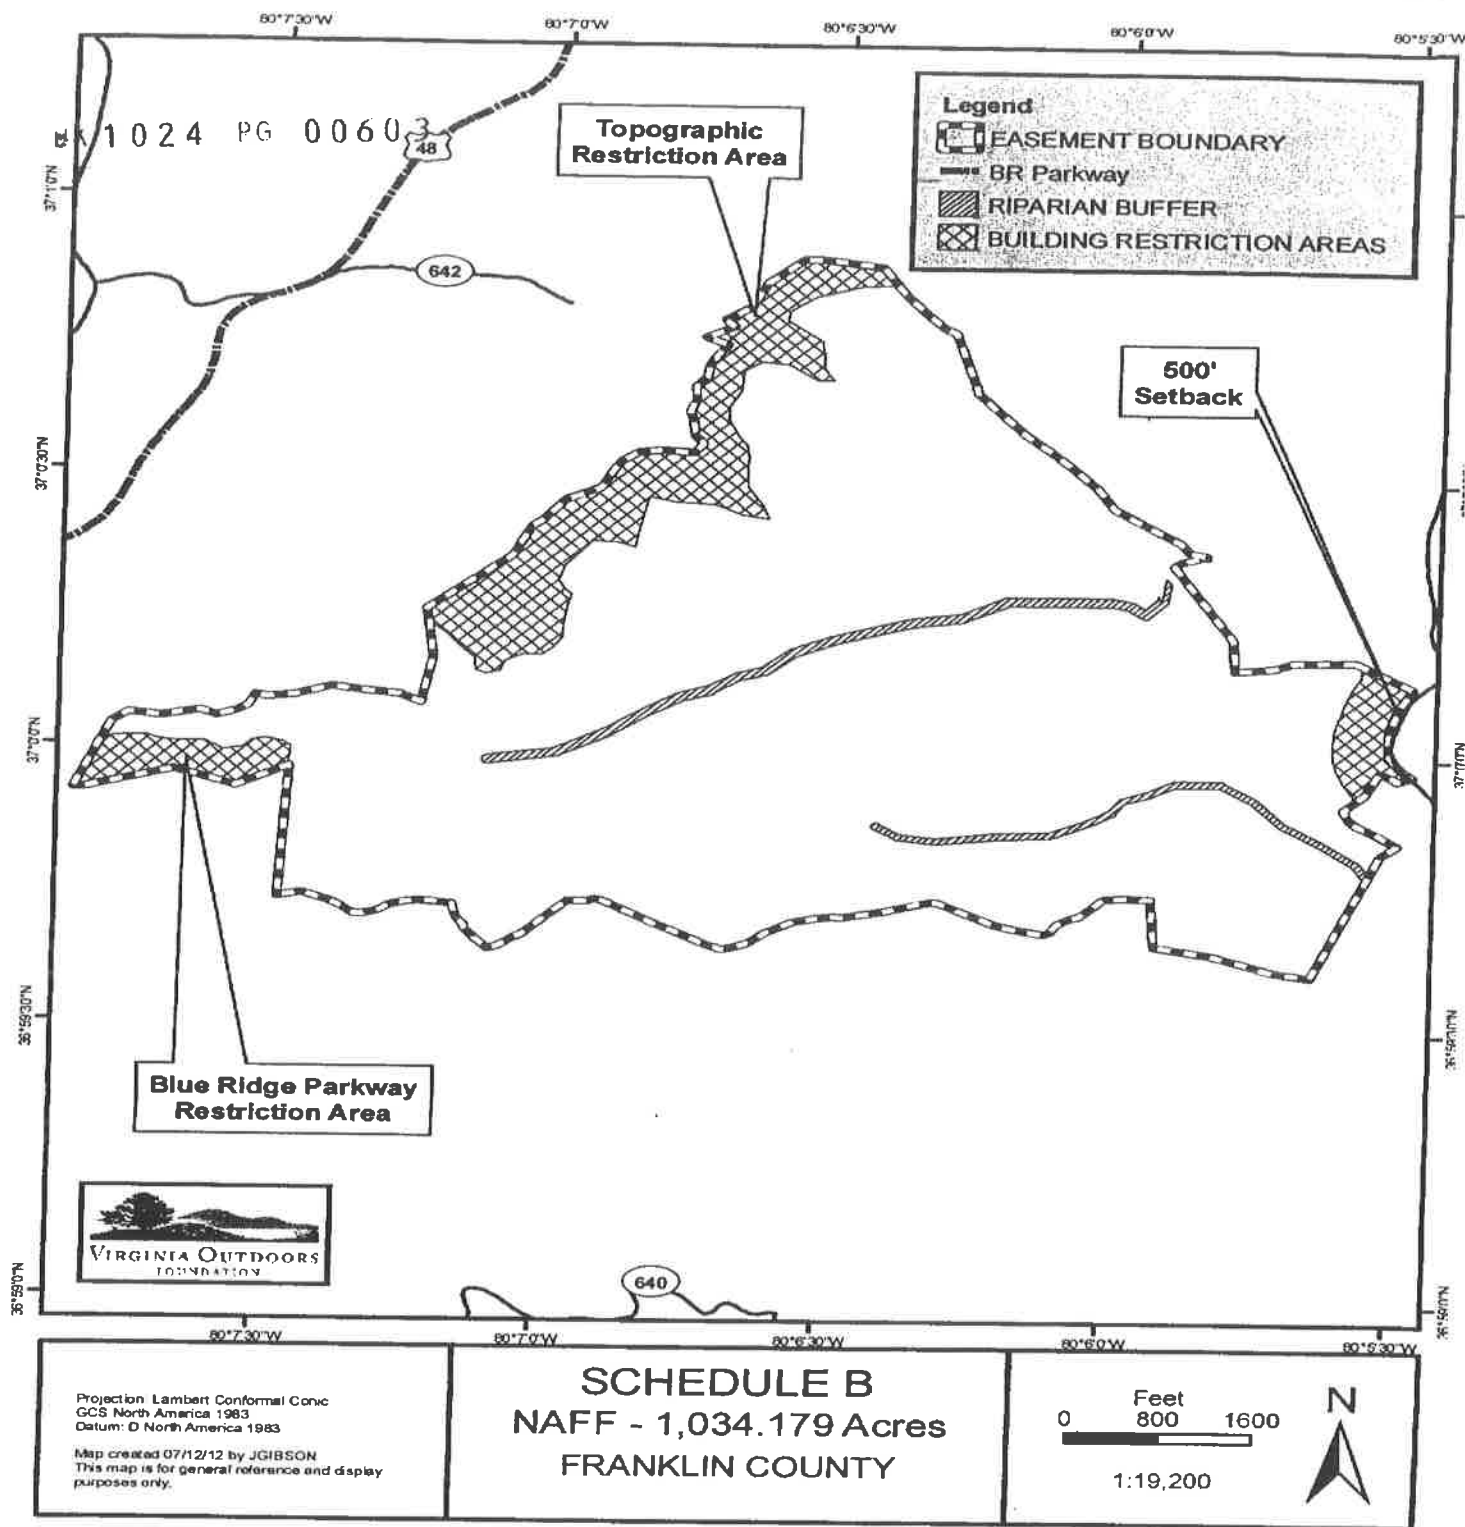 80°7'30"W
80°7'0"W
80°6'30"W
80°6'0"W
80°5'30"W
1024 PG 00603
48
642
Topographic
Restriction Area
Legend
EASEMENT BOUNDARY
BR Parkway
RIPARIAN BUFFER
BUILDING RESTRICTION AREAS
500'
Setback
37°1'0"N
37°0'30"N
37°0'0"N
37°0'0"N
36°59'30"N
36°59'0"N
36°59'0"N
Blue Ridge Parkway
Restriction Area
VIRGINIA OUTDOORS
FOUNDATION
640
80°7'30"W
80°7'0"W
80°6'30"W
80°6'0"W
80°5'30"W
Projection: Lambert Conformal Conic
GCS North America 1983
Datum: D North America 1983
Map created 07/12/12 by JGIBSON
This map is for general reference and display
purposes only.
SCHEDULE B
NAFF - 1,034.179 Acres
FRANKLIN COUNTY
Feet
0 800 1600
1:19,200
N